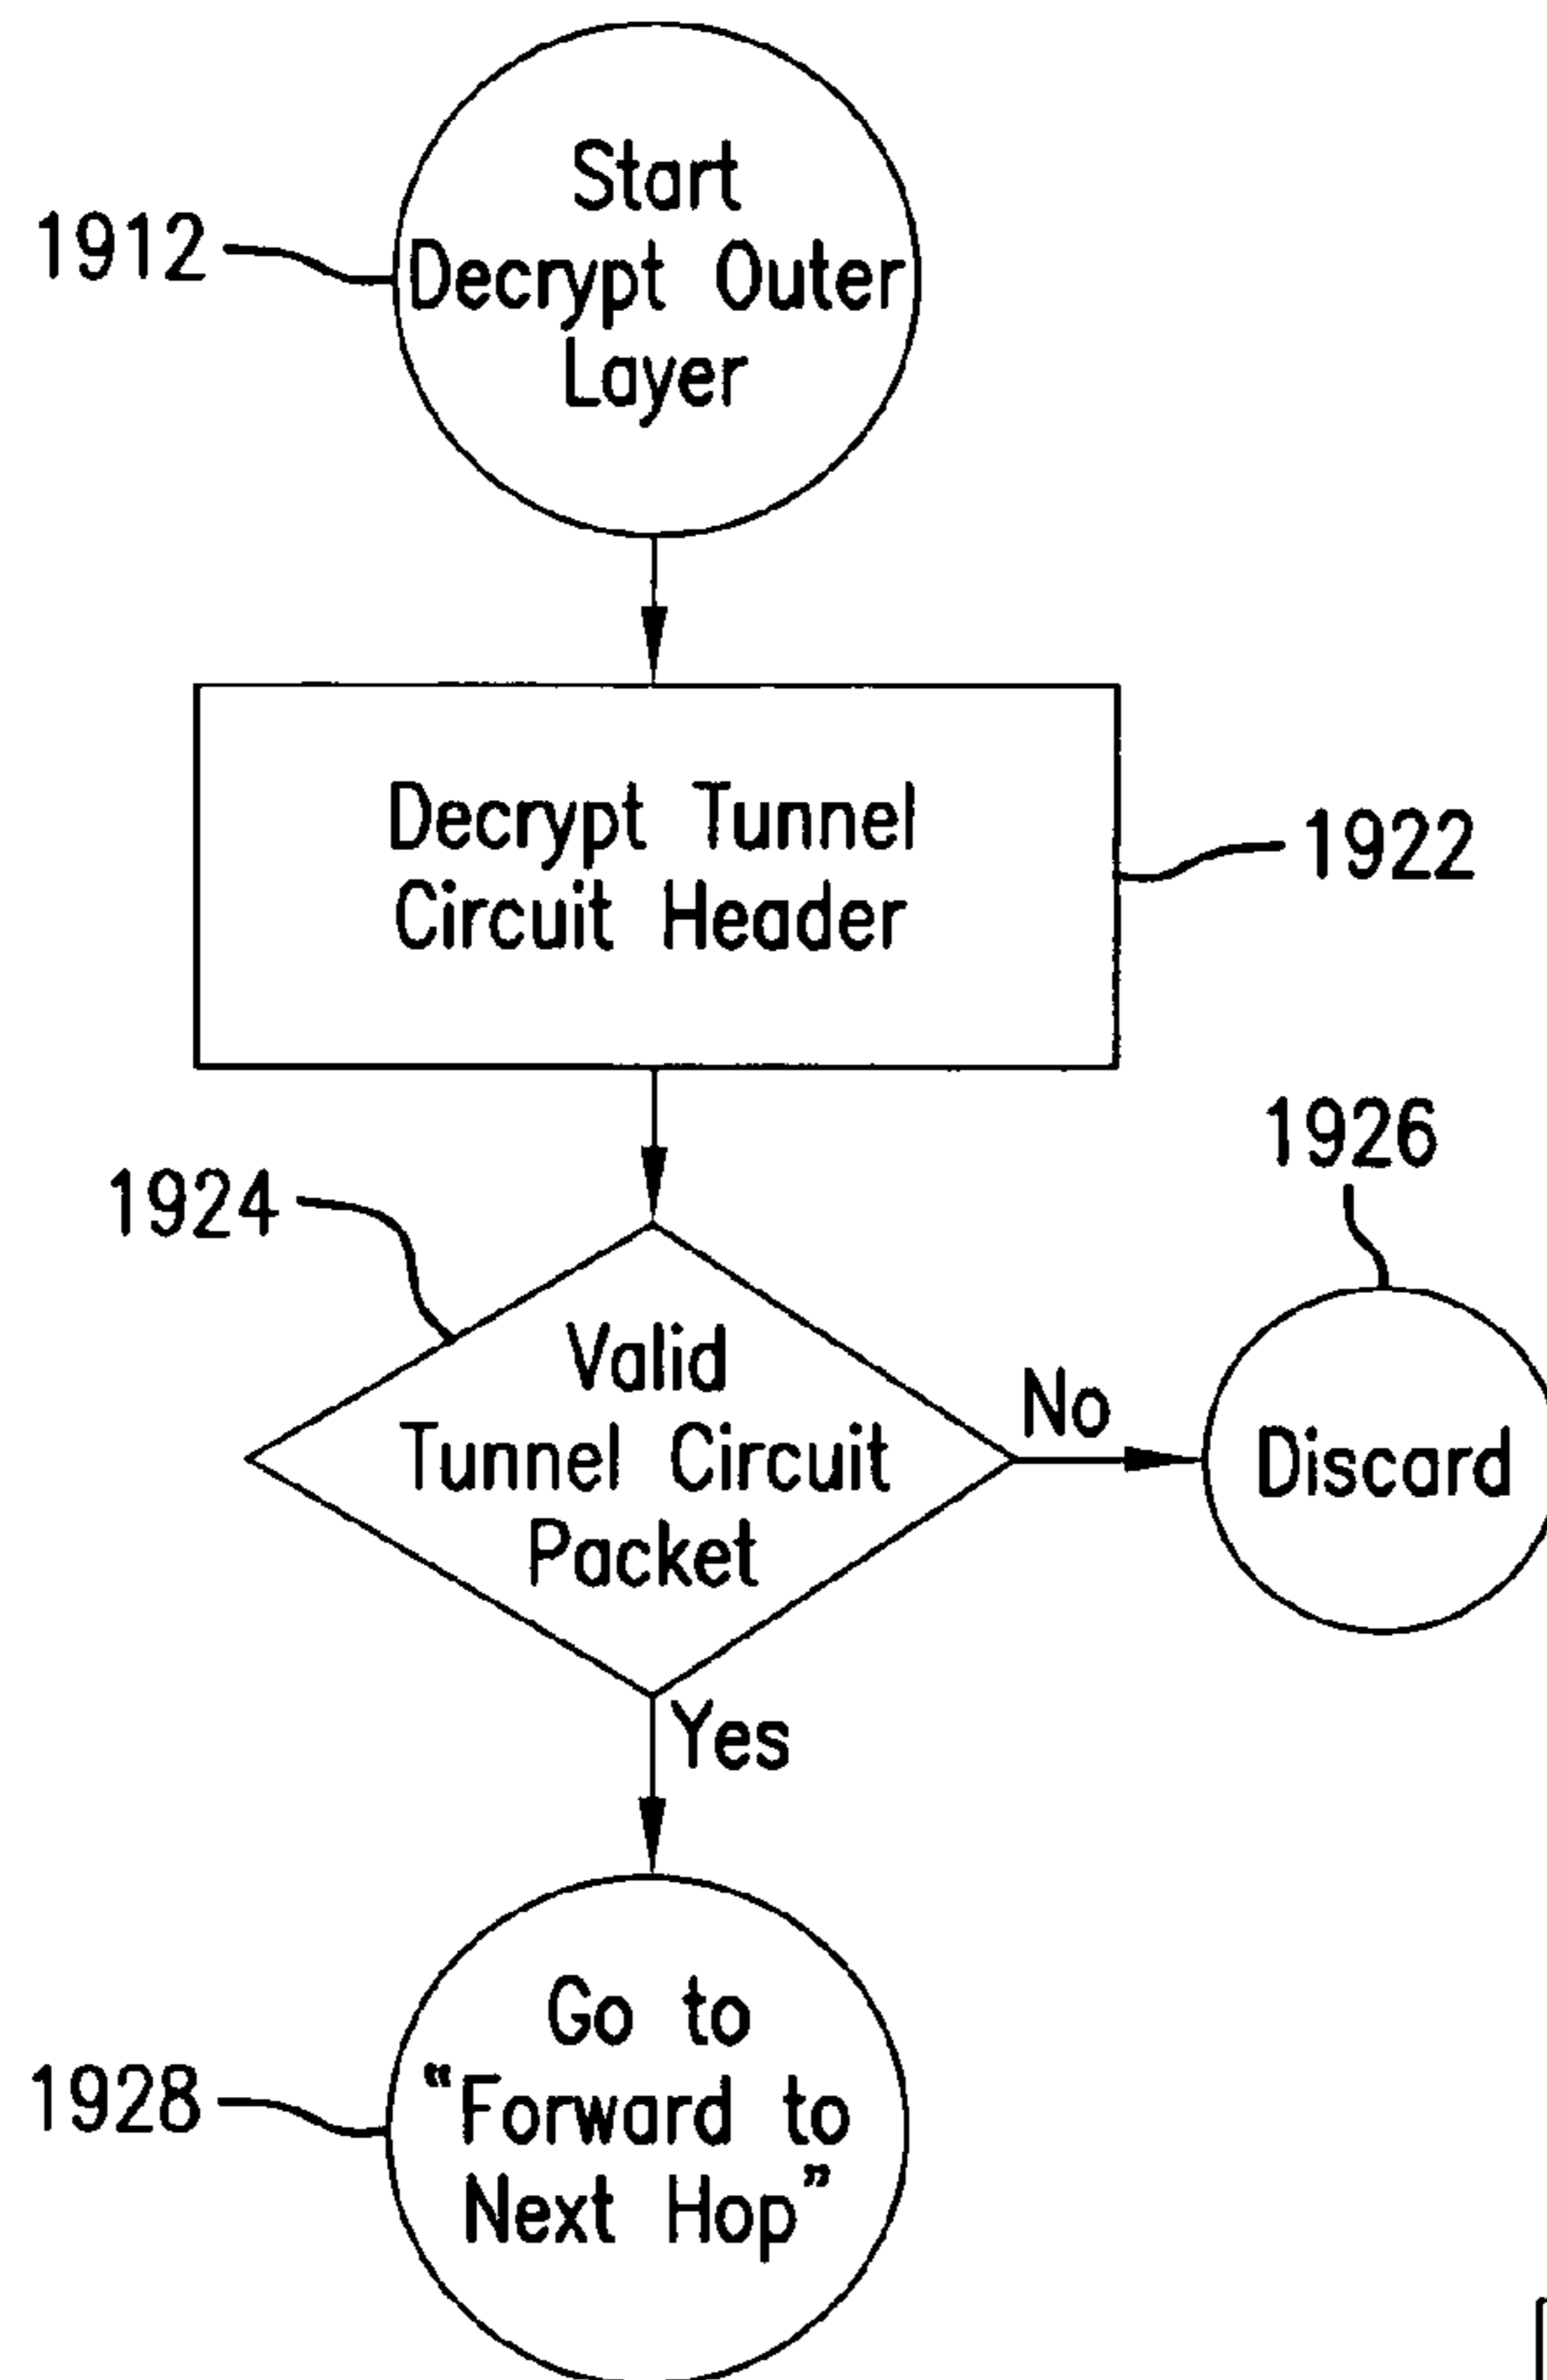 Start
1912
Decrypt Outer
Layer
Decrypt Tunnel
1922
Circuit Header
1926
1924
Valid
No
Tunnel Circuit
Discard
Packet
Yes
Go to
1928
"Forward to
Next Hop"